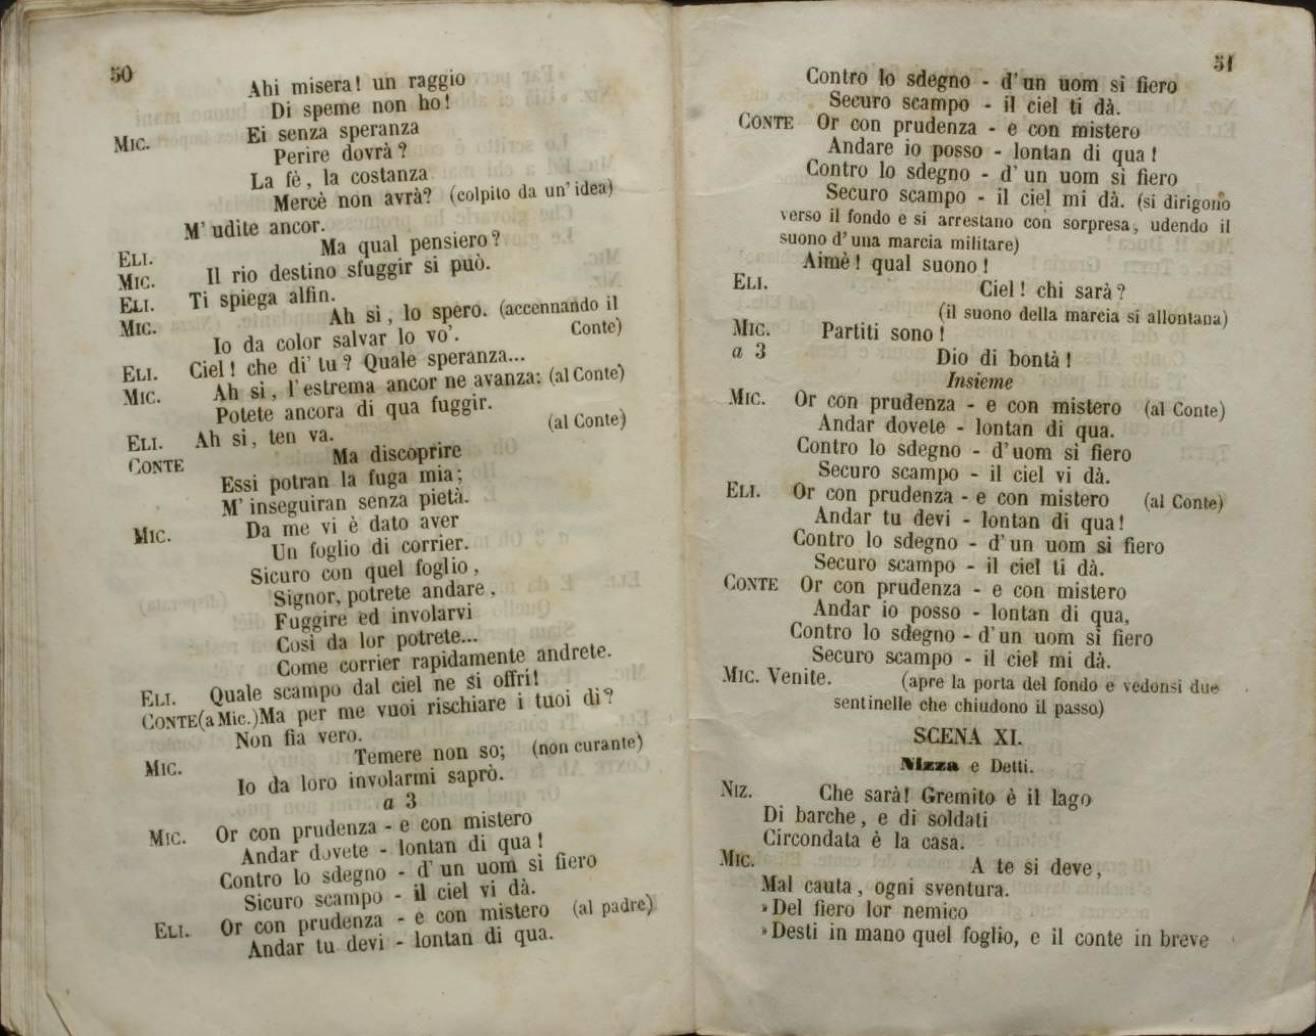 50
Ahi misera! un raggio
Di speme non ho!
MIC. Ei senza speranza
Perire dovrà?
La fè, la costanza
Mercè non avrà? (colpito da un' idea)
M' udite ancor.
ELI. Ma qual pensiero?
MIC. Il rio destino sfuggir si può.
ELI. Ti spiega alfin.
MIC. Ah sì, lo spero. (accennando il
Io da color salvar lo vo'. Conte)
ELI. Ciel! che di' tu? Quale speranza...
MIC. Ah sì, l'estrema ancor ne avanza: (al Conte)
Potete ancora di qua fuggir.
ELI. Ah sì, ten va. (al Conte)
CONTE Ma discoprire
Essi potran la fuga mia;
M' inseguiran senza pietà.
MIC. Da me vi è dato aver
Un foglio di corrier.
Sicuro con quel foglio,
Signor, potrete andare,
Fuggire ed involarvi
Così da lor potrete...
Come corrier rapidamente andrete.
ELI. Quale scampo dal ciel ne si offrì!
CONTE (a Mic.) Ma per me vuoi rischiare i tuoi dì?
Non fia vero.
MIC. Temere non so; (non curante)
Io da loro involarmi saprò.
a 3
MIC. Or con prudenza - e con mistero
Andar dovete - lontan di qua!
Contro lo sdegno - d' un uom sì fiero
Sicuro scampo - il ciel vi dà.
ELI. Or con prudenza - e con mistero (al padre)
Andar tu devi - lontan di qua.
51
Contro lo sdegno - d' un uom sì fiero
Securo scampo - il ciel ti dà.
CONTE Or con prudenza - e con mistero
Andare io posso - lontan di qua!
Contro lo sdegno - d' un uom sì fiero
Securo scampo - il ciel mi dà. (si dirigono
verso il fondo e si arrestano con sorpresa, udendo il
suono d' una marcia militare)
Aimè! qual suono!
ELI. Ciel! chi sarà?
(il suono della marcia si allontana)
MIC. Partiti sono!
a 3 Dio di bontà!
Insieme
MIC. Or con prudenza - e con mistero (al Conte)
Andar dovete - lontan di qua.
Contro lo sdegno - d'uom sì fiero
Securo scampo - il ciel vi dà.
ELI. Or con prudenza - e con mistero (al Conte)
Andar tu devi - lontan di qua!
Contro lo sdegno - d' un uom sì fiero
Securo scampo - il ciel ti dà.
CONTE Or con prudenza - e con mistero
Andar io posso - lontan di qua,
Contro lo sdegno - d' un uom sì fiero
Securo scampo - il ciel mi dà.
MIC. Venite. (apre la porta del fondo e vedonsi due
sentinelle che chiudono il passo)
SCENA XI.
Nizza e Detti.
NIZ. Che sarà! Gremito è il lago
Di barche, e di soldati
Circondata è la casa.
MIC. A te si deve,
Mal cauta, ogni sventura.
»Del fiero lor nemico
»Desti in mano quel foglio, e il conte in breve